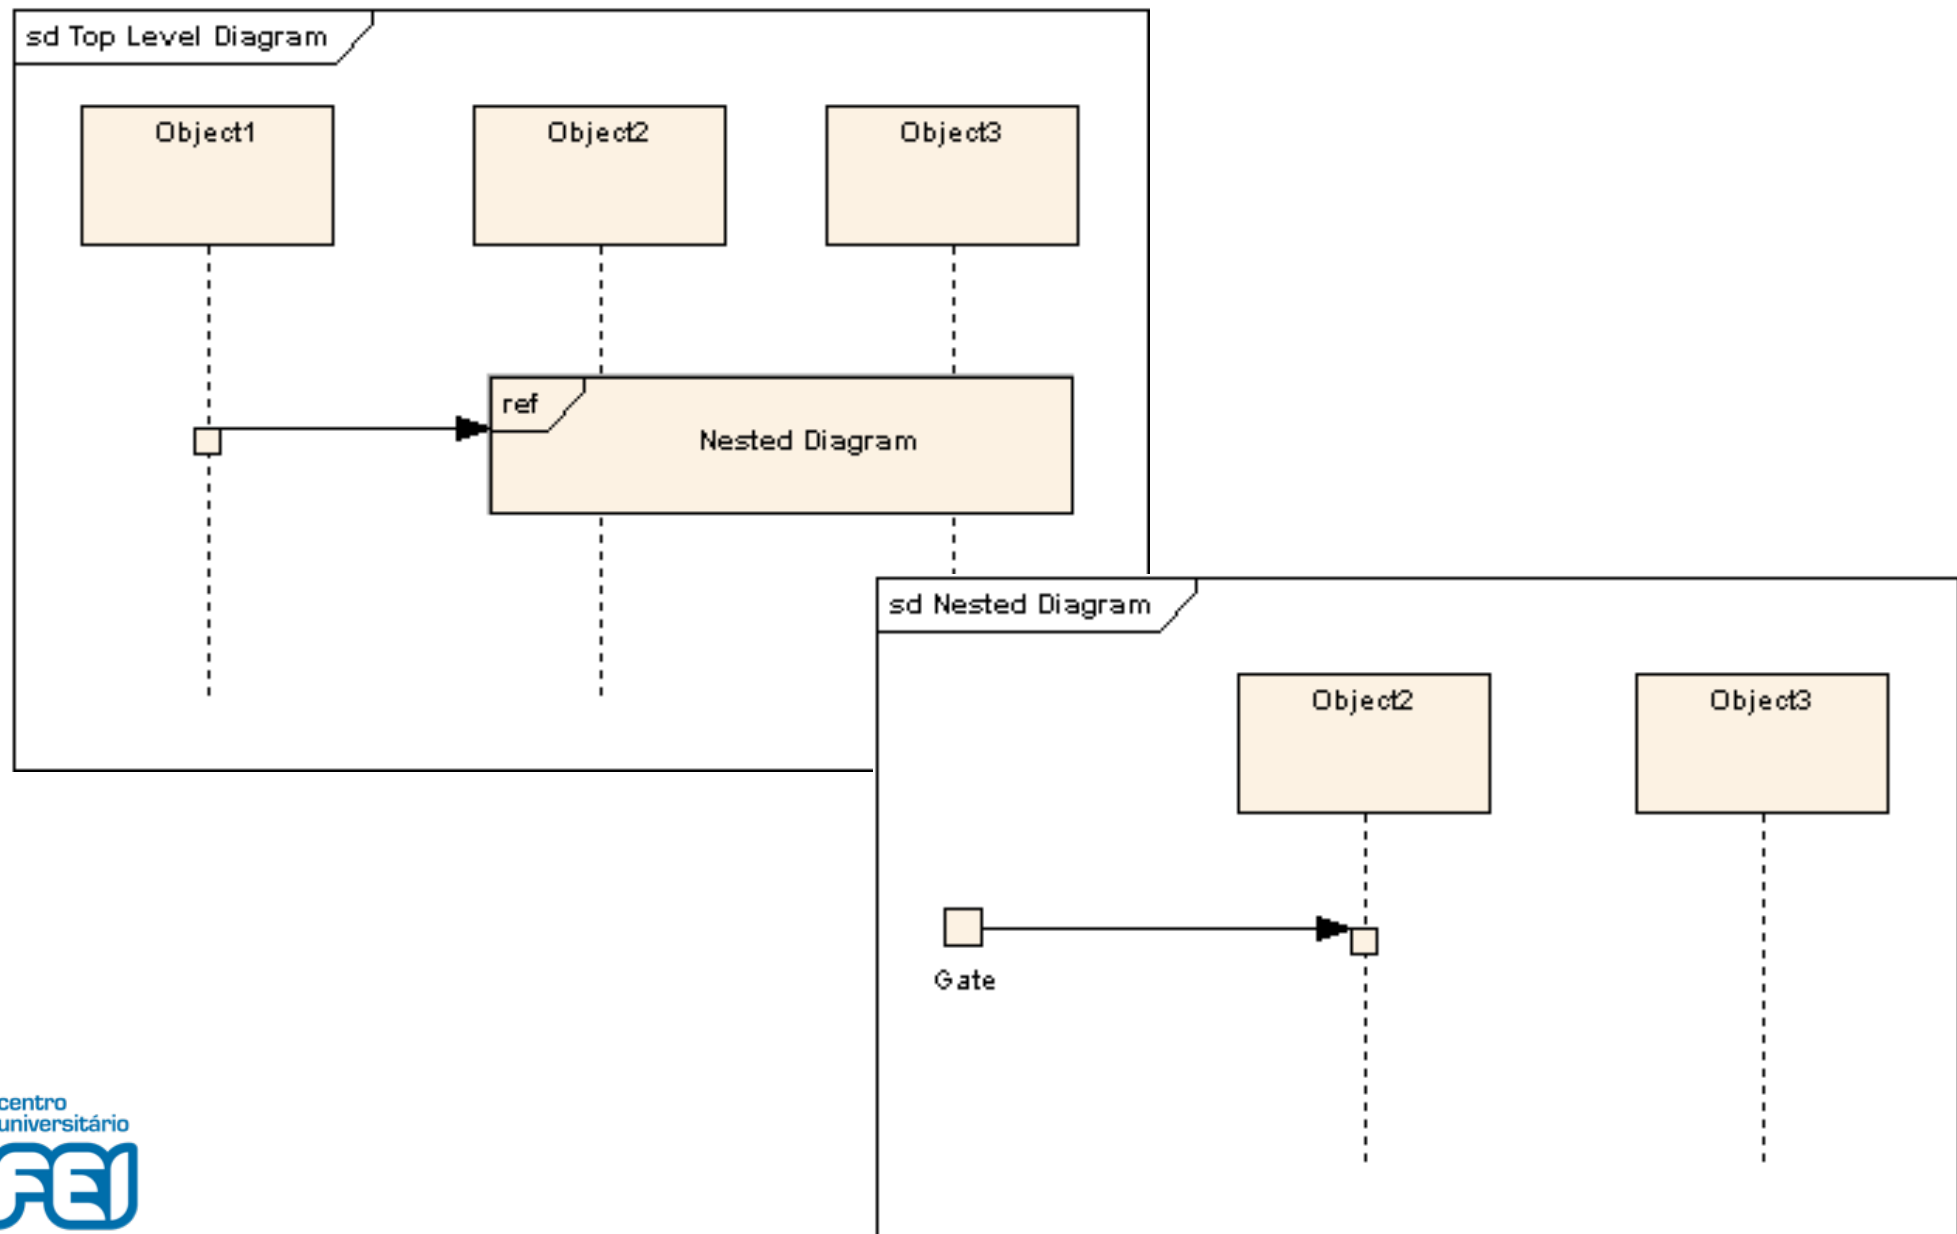 sd Top Level Diagram
Object1
Object2
Object3
ref
Nested Diagram
sd Nested Diagram
Object2
Object3
Gate
centro
universitário
FEI